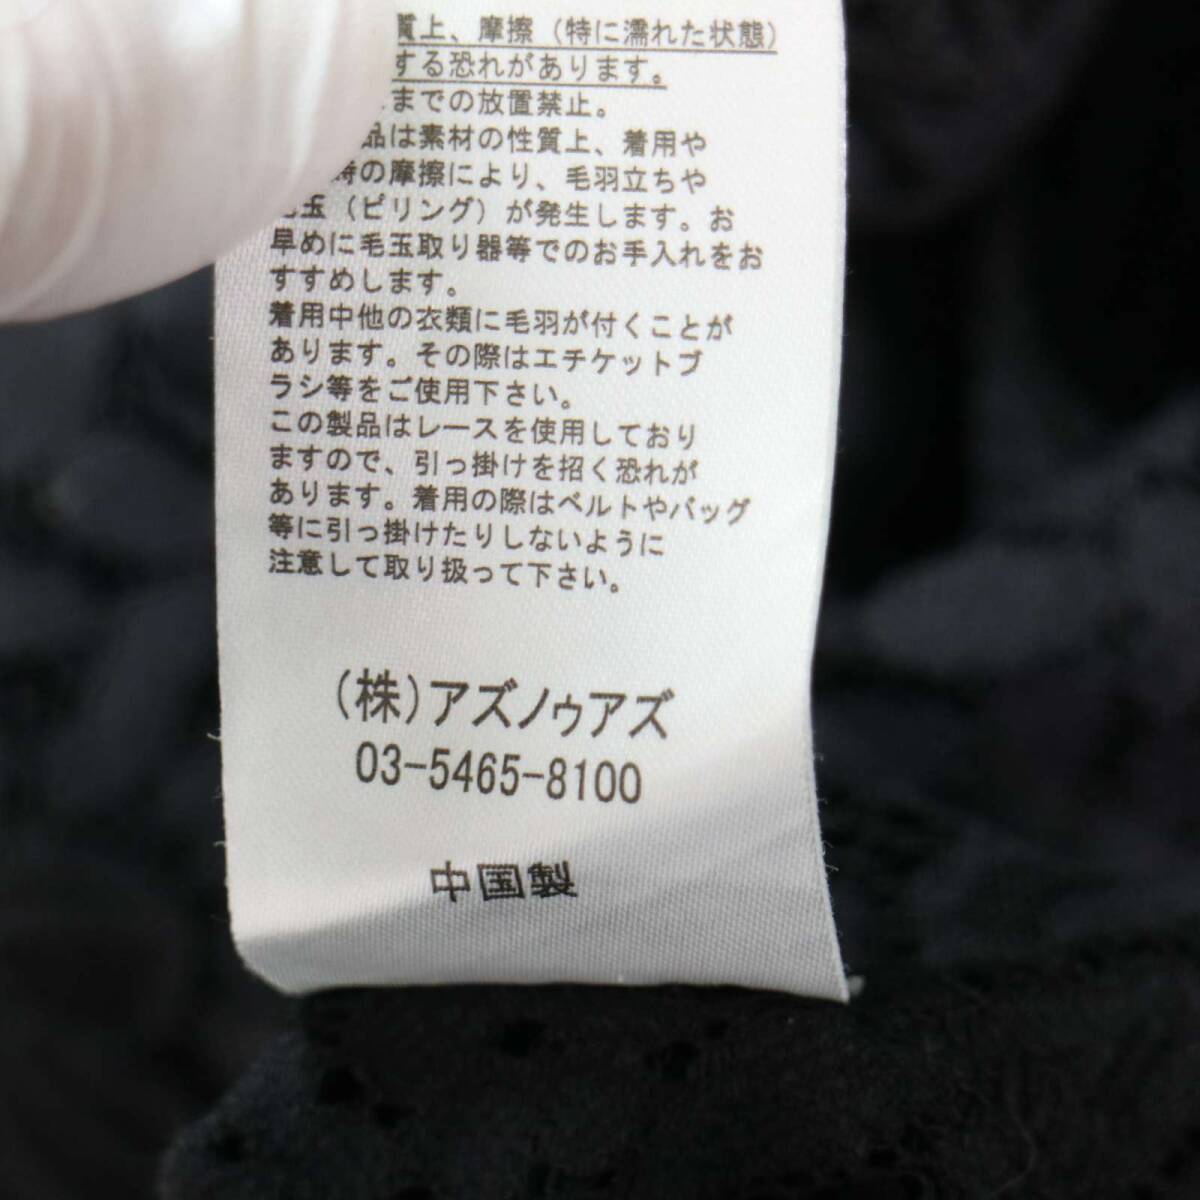 質上、摩擦（特に濡れた状態）
する恐れがあります。
までの放置禁止。
品は素材の性質上、着用や
時の摩擦により、毛羽立ちや
毛玉（ピリング）が発生します。お
早めに毛玉取り器等でのお手入れをお
すすめします。
着用中他の衣類に毛羽が付くことが
あります。その際はエチケットブ
ラシ等をご使用下さい。
この製品はレースを使用しており
ますので、引っ掛けを招く恐れが
あります。着用の際はベルトやバッグ
等に引っ掛けたりしないように
注意して取り扱って下さい。
(株)アズノゥアズ
03-5465-8100
中国製